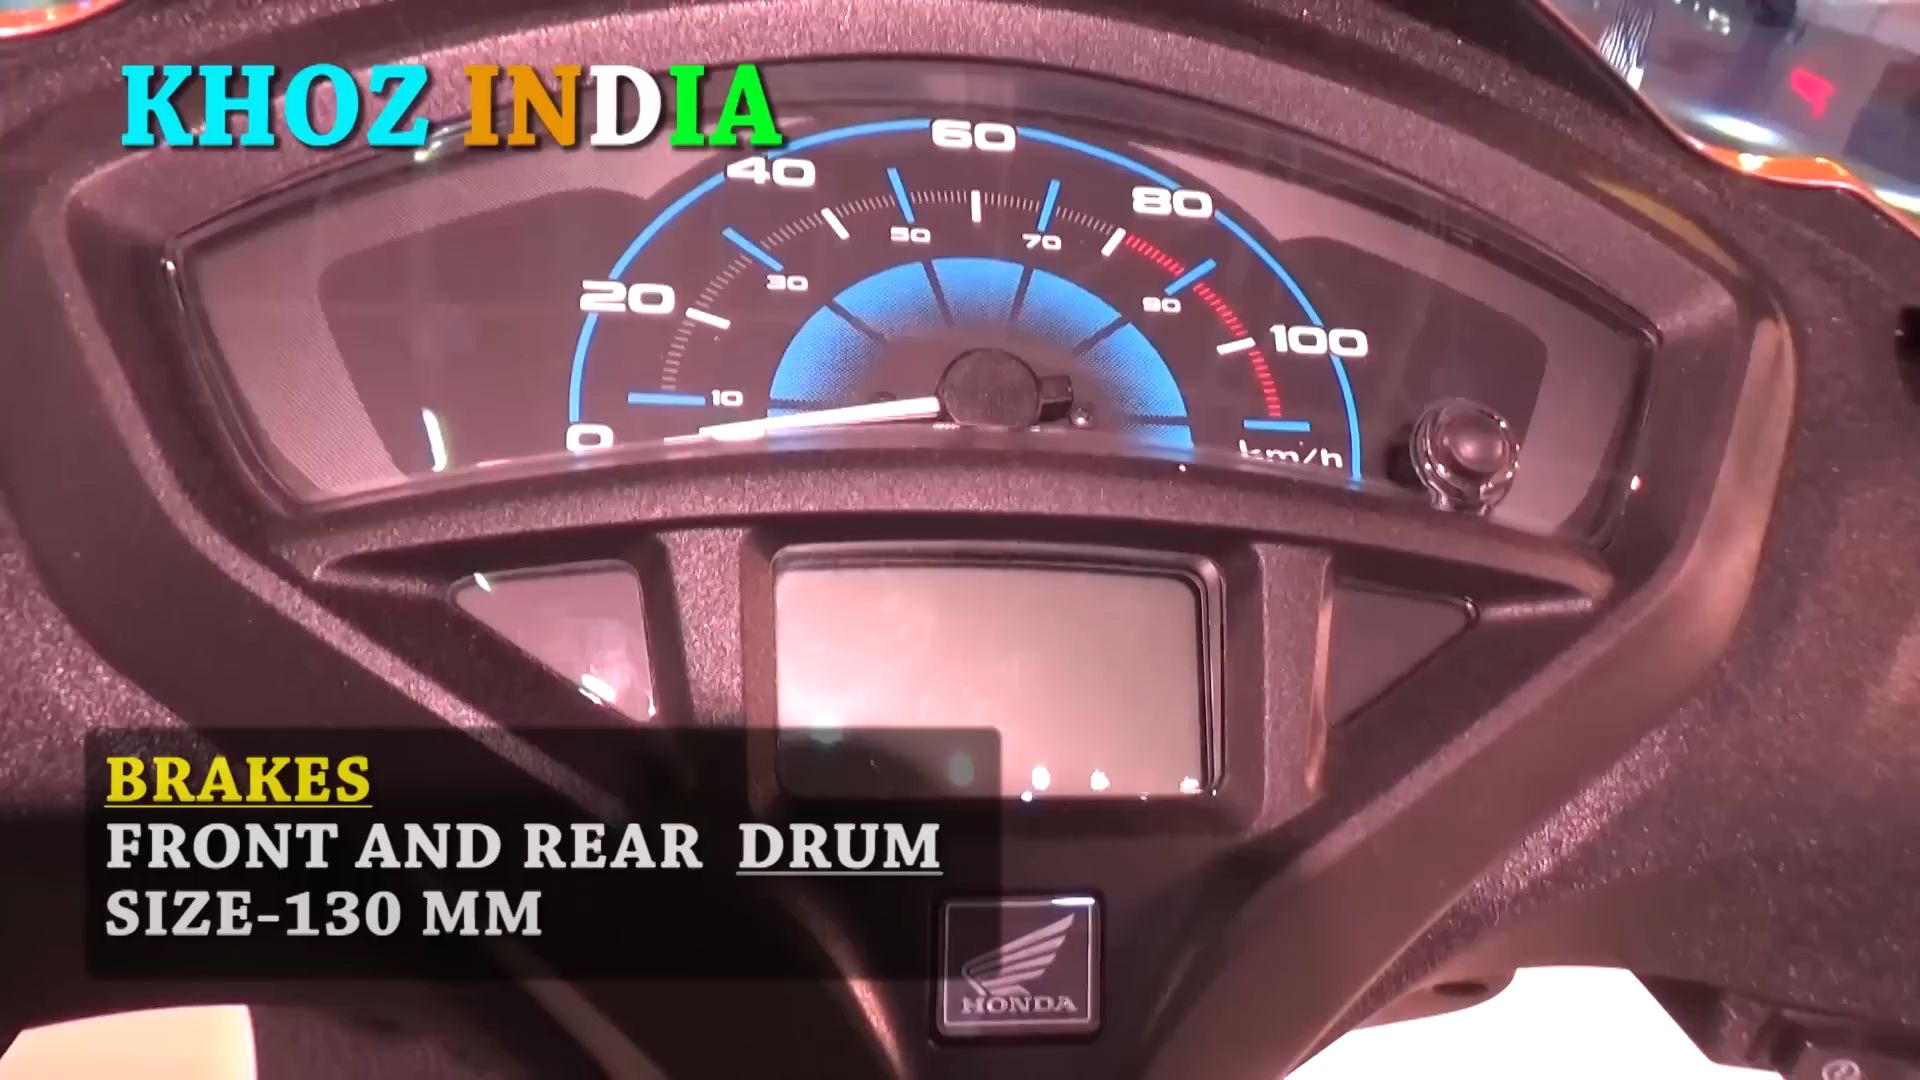 KHOZ INDIA
60
40
80
50
70
20
30
90
100
10
0
km/h
BRAKES
FRONT AND REAR DRUM
SIZE-130 MM
HONDA